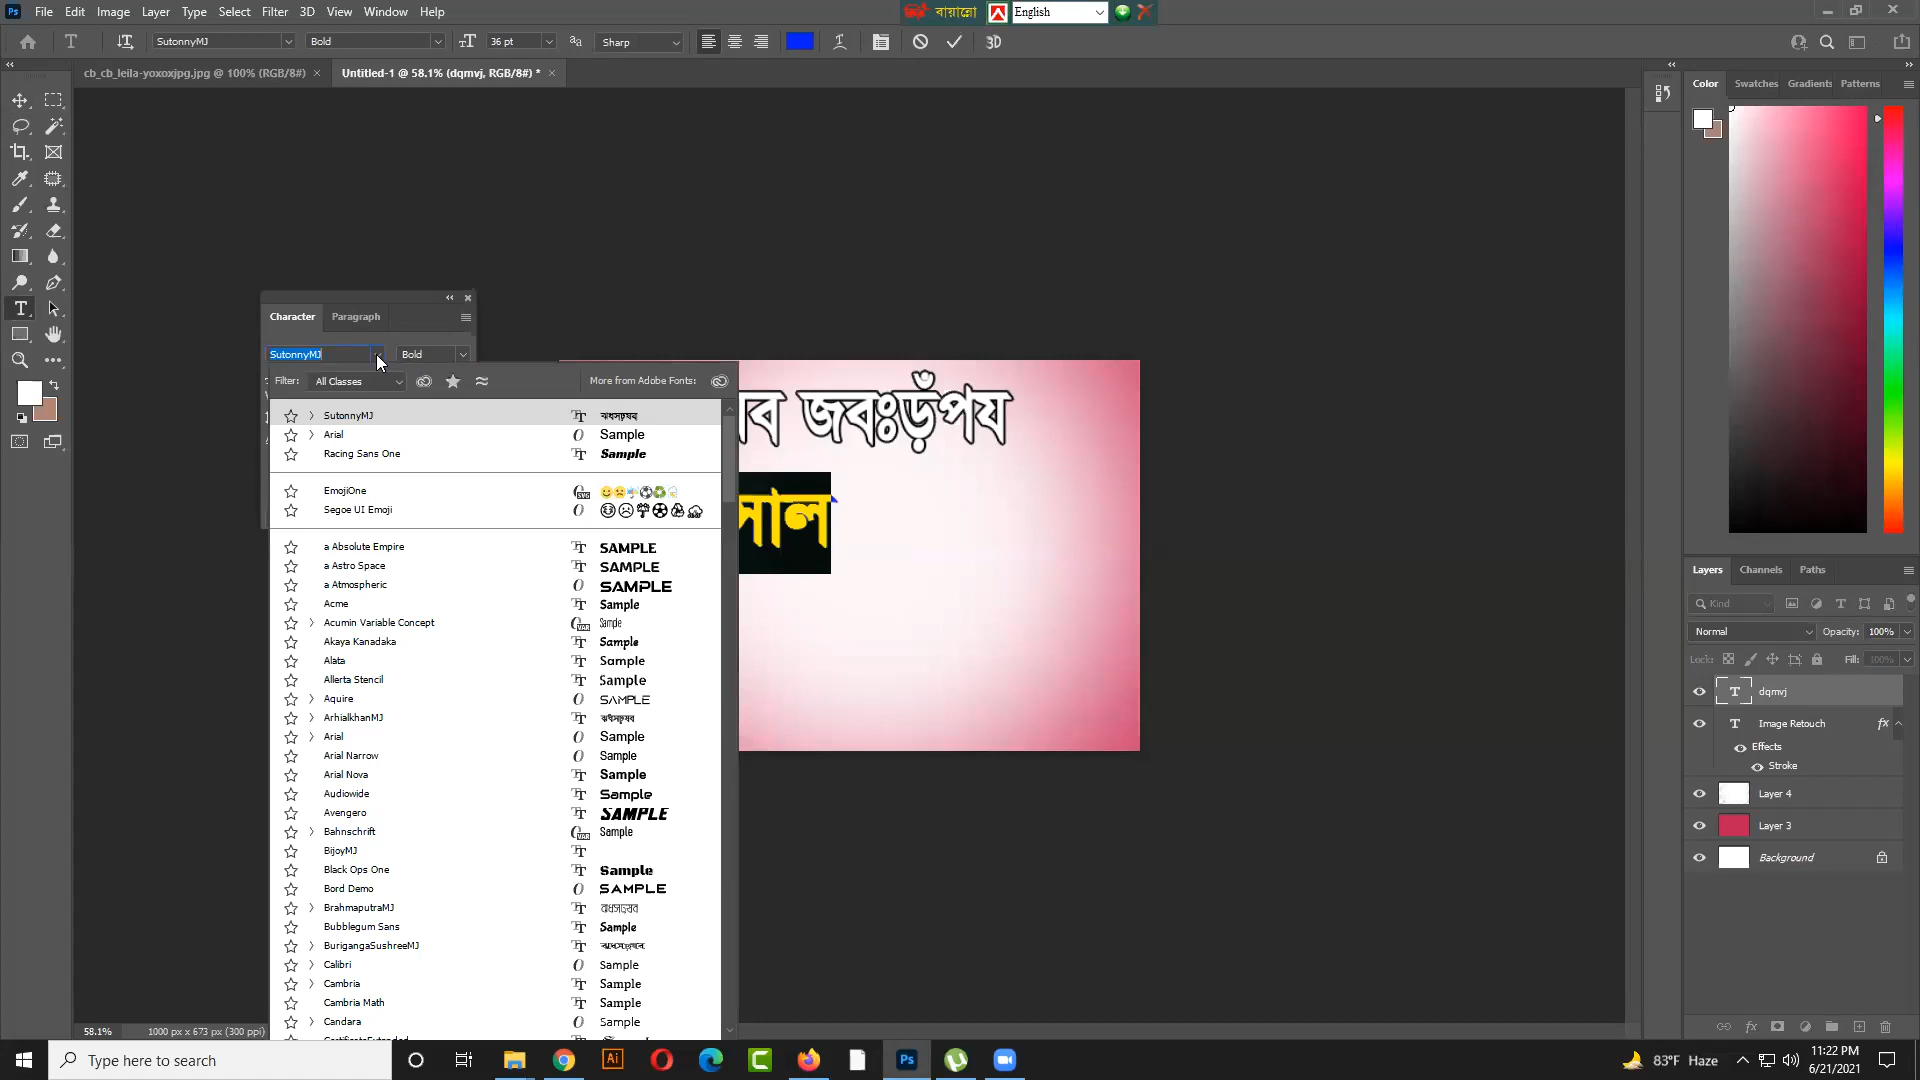 Ps File Edit Image Layer Type Select Filter 3D View Window Help
বায়ান্নো English
T SutonnyMJ Bold 36 pt Sharp 3D
cb_cb_leila-yoxoxjpg.jpg @ 100% (RGB/8#) × Untitled-1 @ 58.1% (dqmvj, RGB/8#) * ×
Color Swatches Gradients Patterns
Character Paragraph
SutonnyMJ Bold
Filter: All Classes More from Adobe Fonts:
SutonnyMJ
Arial Sample
Racing Sans One Sample
EmojiOne
Segoe UI Emoji
a Absolute Empire SAMPLE
a Astro Space SAMPLE
a Atmospheric SAMPLE
Acme Sample
Acumin Variable Concept Sample
Akaya Kanadaka Sample
Alata Sample
Allerta Stencil Sample
Aquire SAMPLE
ArhialkhanMJ
Arial Sample
Arial Narrow Sample
Arial Nova Sample
Audiowide Sample
Avengero SAMPLE
Bahnschrift Sample
BijoyMJ
Black Ops One Sample
Bord Demo SAMPLE
BrahmaputraMJ
Bubblegum Sans Sample
BurigangaSushreeMJ
Calibri Sample
Cambria Sample
Cambria Math Sample
Candara Sample
ব জবঃড়ঁপয
সাল
Layers Channels Paths
Kind
Normal Opacity: 100%
Lock: Fill: 100%
T dqmvj
T Image Retouch fx
Effects
Stroke
Layer 4
Layer 3
Background
58.1% 1000 px x 673 px (300 ppi)
Type here to search
Ai Ps
83°F Haze
11:22 PM
6/21/2021